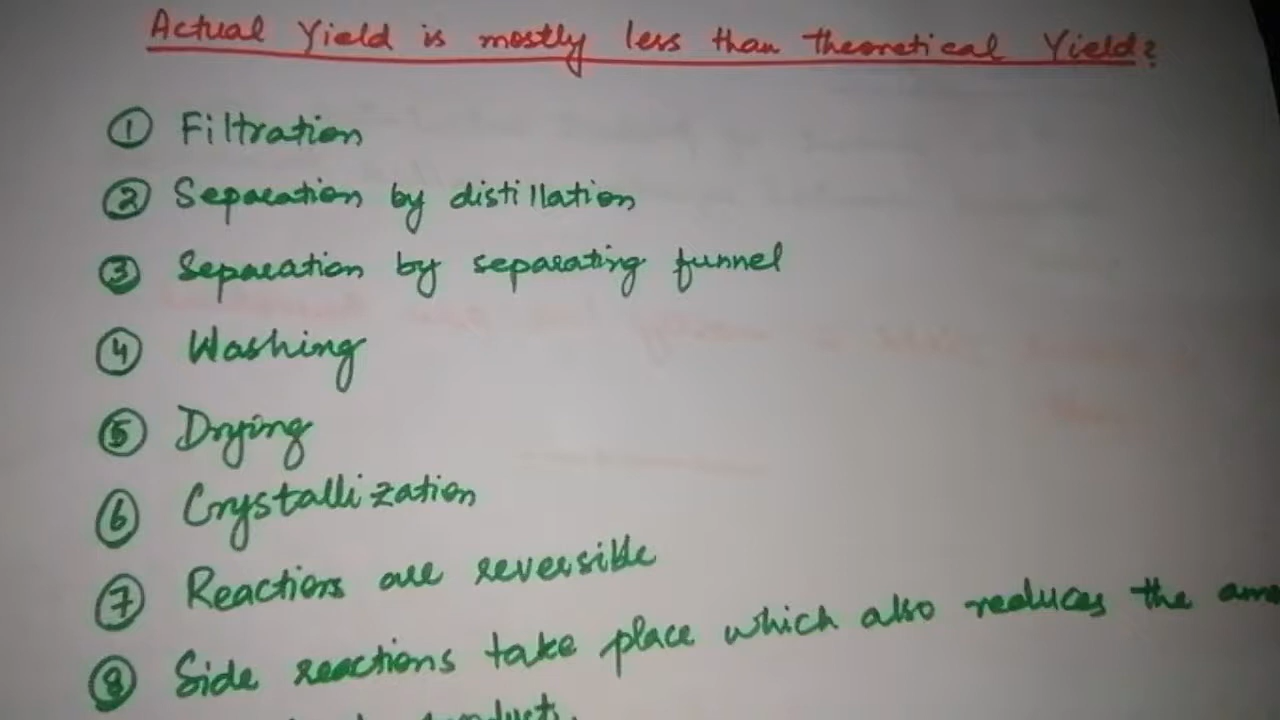 Actual Yield is mostly less than theoretical Yield?
① Filtration
② Separation by distillation
③ Separation by separating funnel
④ Washing
⑤ Drying
⑥ Crystallization
⑦ Reactions are reversible
⑧ Side reactions take place which also reduces the